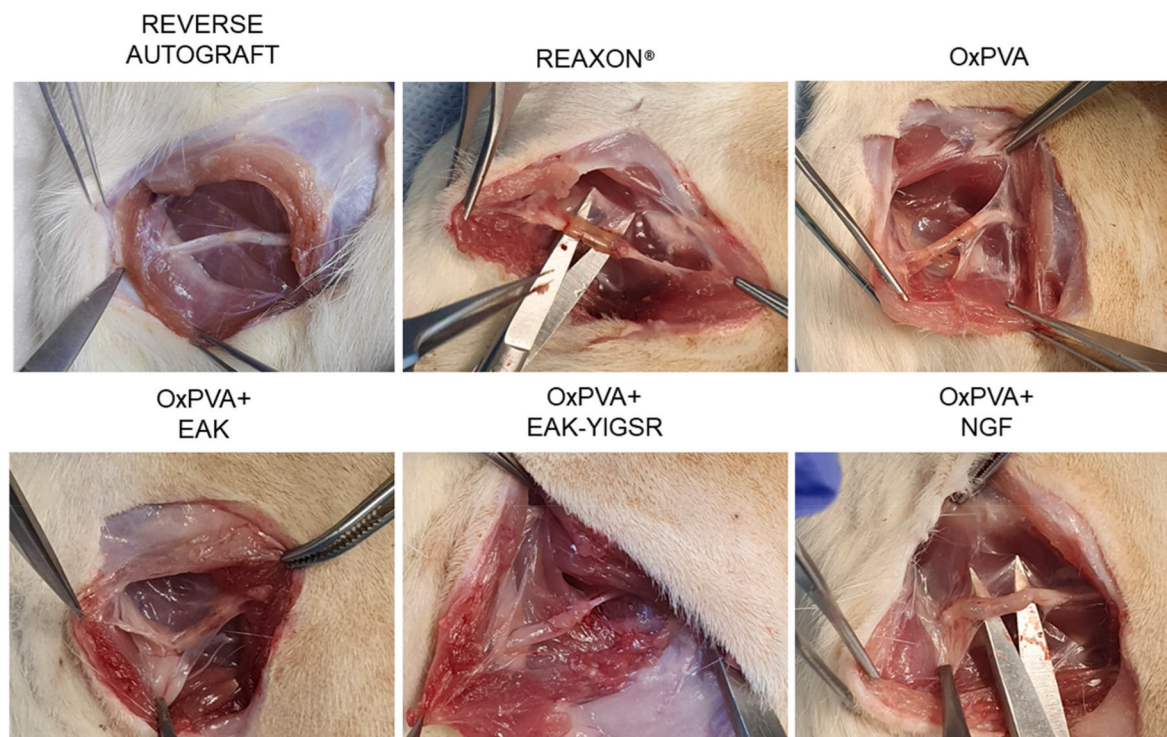 REVERSE
AUTOGRAFT
REAXON®
OxPVA
OxPVA+
EAK
OxPVA+
EAK-YIGSR
OxPVA+
NGF